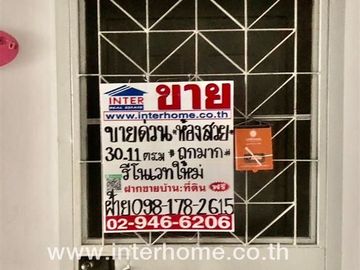 INTER
REAL ESTATE
ขาย
www.interhome.co.th
ขายด่วน*ห้องสวย*
30.11 ตร.ม * ถูกมาก#
รีโนเวทใหม่
ฝากขายบ้าน:ที่ดิน ฟรี
ฝ้าย 098-178-2615
02-946-6206
www.interhome.co.th